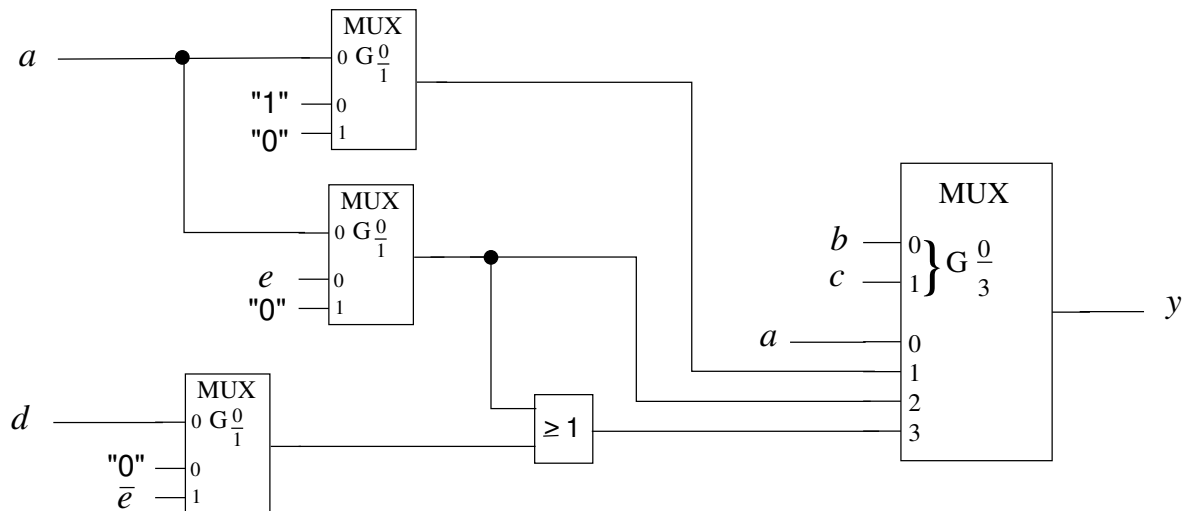 MUX
a
0 G 0/1
"1" 0
"0" 1
MUX
0 G 0/1
e 0
"0" 1
MUX
b 0
c 1
} G 0/3
y
a 0
1
2
3
MUX
d
0 G 0/1
"0" 0
e̅ 1
≥ 1